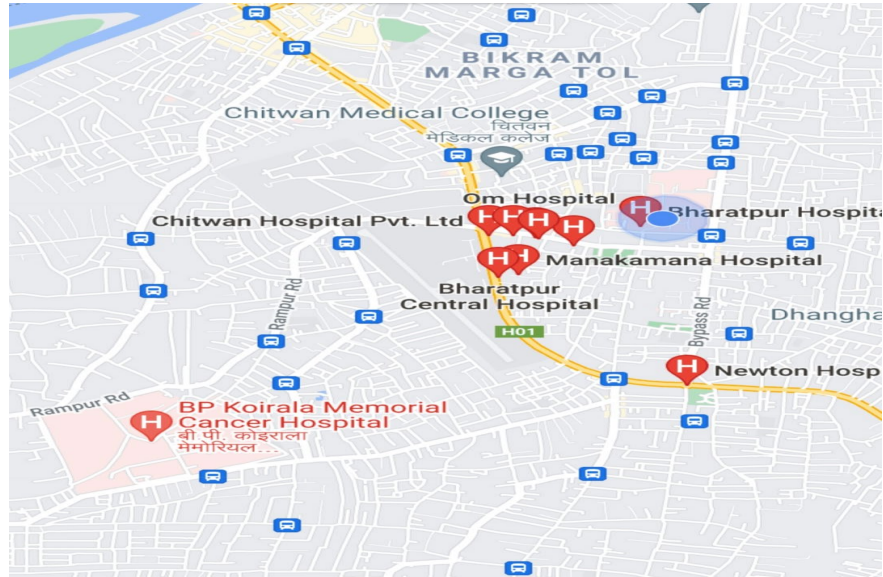 BIKRAM
MARGA TOL
Chitwan Medical College
चितवन
मेडिकल कलेज
Om Hospital
Bharatpur Hospita
Chitwan Hospital Pvt. Ltd
Manakamana Hospital
Bharatpur
Central Hospital
Rampur Rd
H01
Bypass Rd
Dhangha
Newton Hosp
Rampur Rd
BP Koirala Memorial
Cancer Hospital
बी पी. कोइराला
मेमोरियल...
H
H
H
H
H
H
H
H
H